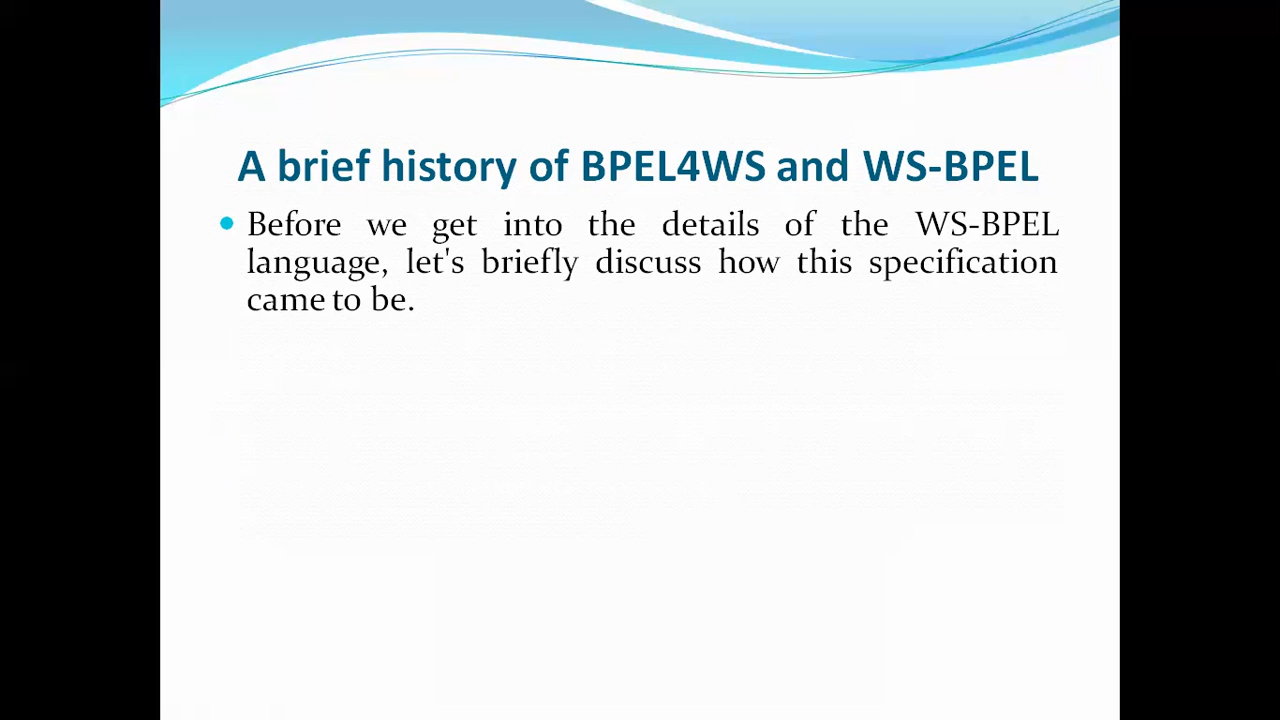 A brief history of BPEL4WS and WS-BPEL
Before we get into the details of the WS-BPEL
language, let's briefly discuss how this specification
came to be.